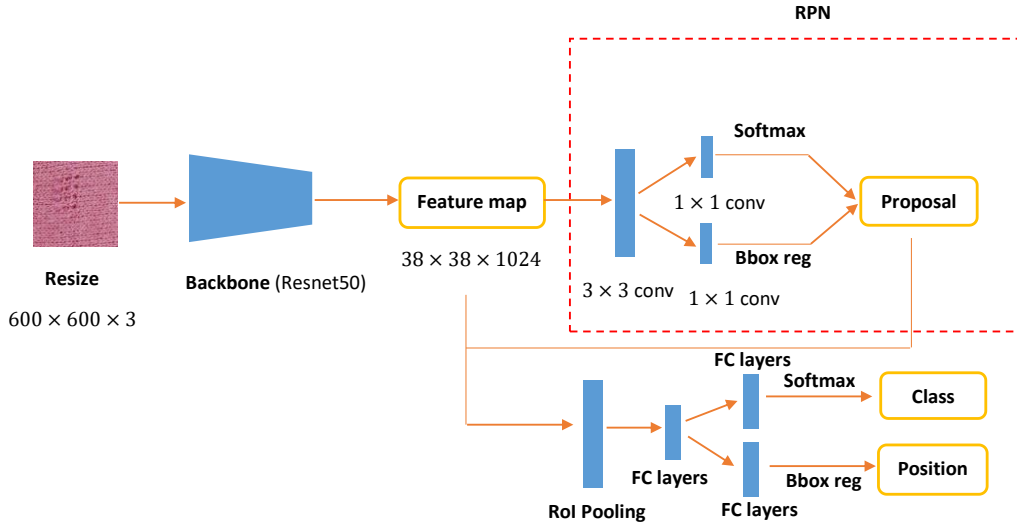 RPN
Softmax
1 × 1 conv
Feature map
Proposal
38 × 38 × 1024
Bbox reg
Resize
Backbone (Resnet50)
3 × 3 conv
1 × 1 conv
600 × 600 × 3
FC layers
Softmax
Class
FC layers
Bbox reg
Position
RoI Pooling
FC layers